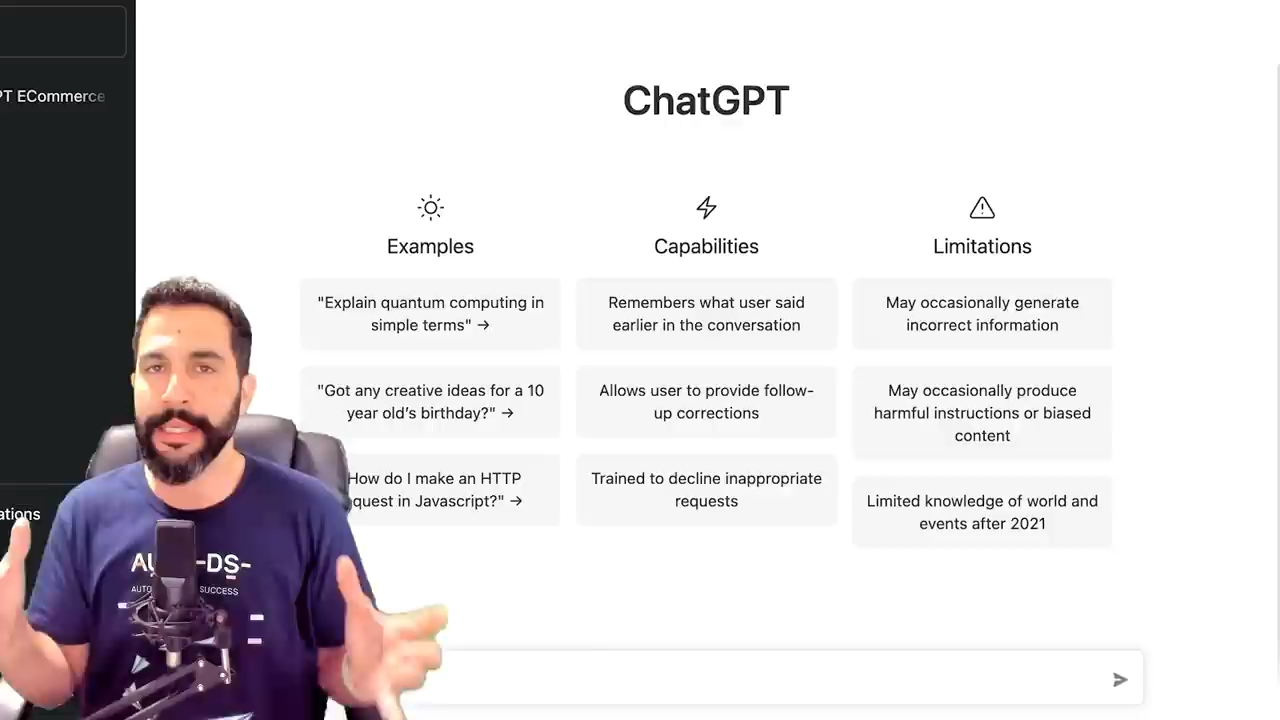 PT ECommerce
ChatGPT
Examples
Capabilities
Limitations
"Explain quantum computing in
simple terms" →
"Got any creative ideas for a 10
year old's birthday?" →
How do I make an HTTP
quest in Javascript?" →
Remembers what user said
earlier in the conversation
Allows user to provide follow-
up corrections
Trained to decline inappropriate
requests
May occasionally generate
incorrect information
May occasionally produce
harmful instructions or biased
content
Limited knowledge of world and
events after 2021
ations
AU -DS-
AUTO SUCCESS